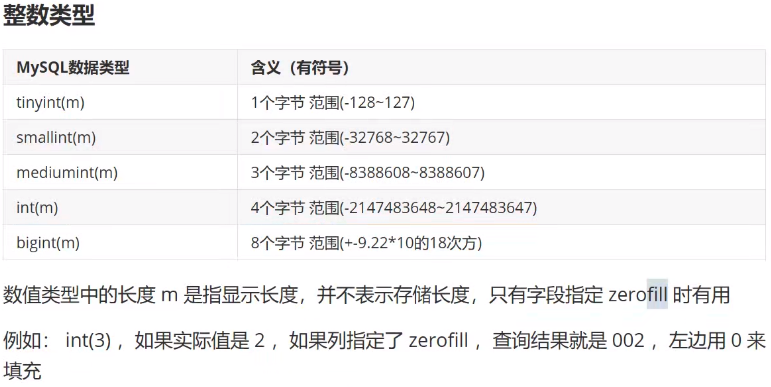 整数类型
MySQL数据类型 含义（有符号）
tinyint(m) 1个字节 范围(-128~127)
smallint(m) 2个字节 范围(-32768~32767)
mediumint(m) 3个字节 范围(-8388608~8388607)
int(m) 4个字节 范围(-2147483648~2147483647)
bigint(m) 8个字节 范围(+-9.22*10的18次方)
数值类型中的长度 m 是指显示长度，并不表示存储长度，只有字段指定 zerofill 时有用
例如： int(3) ，如果实际值是 2 ，如果列指定了 zerofill ，查询结果就是 002 ，左边用 0 来
填充